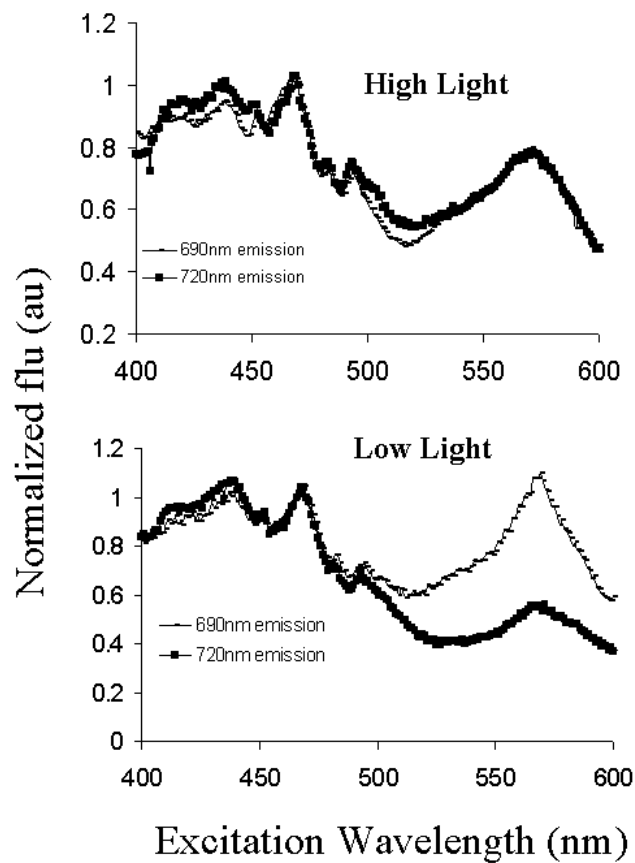 Normalized flu (au)
1.2
1
0.8
0.6
0.4
0.2
High Light
690nm emission
720nm emission
400 450 500 550 600
1.2
1
0.8
0.6
0.4
0.2
0
Low Light
690nm emission
720nm emission
400 450 500 550 600
Excitation Wavelength (nm)